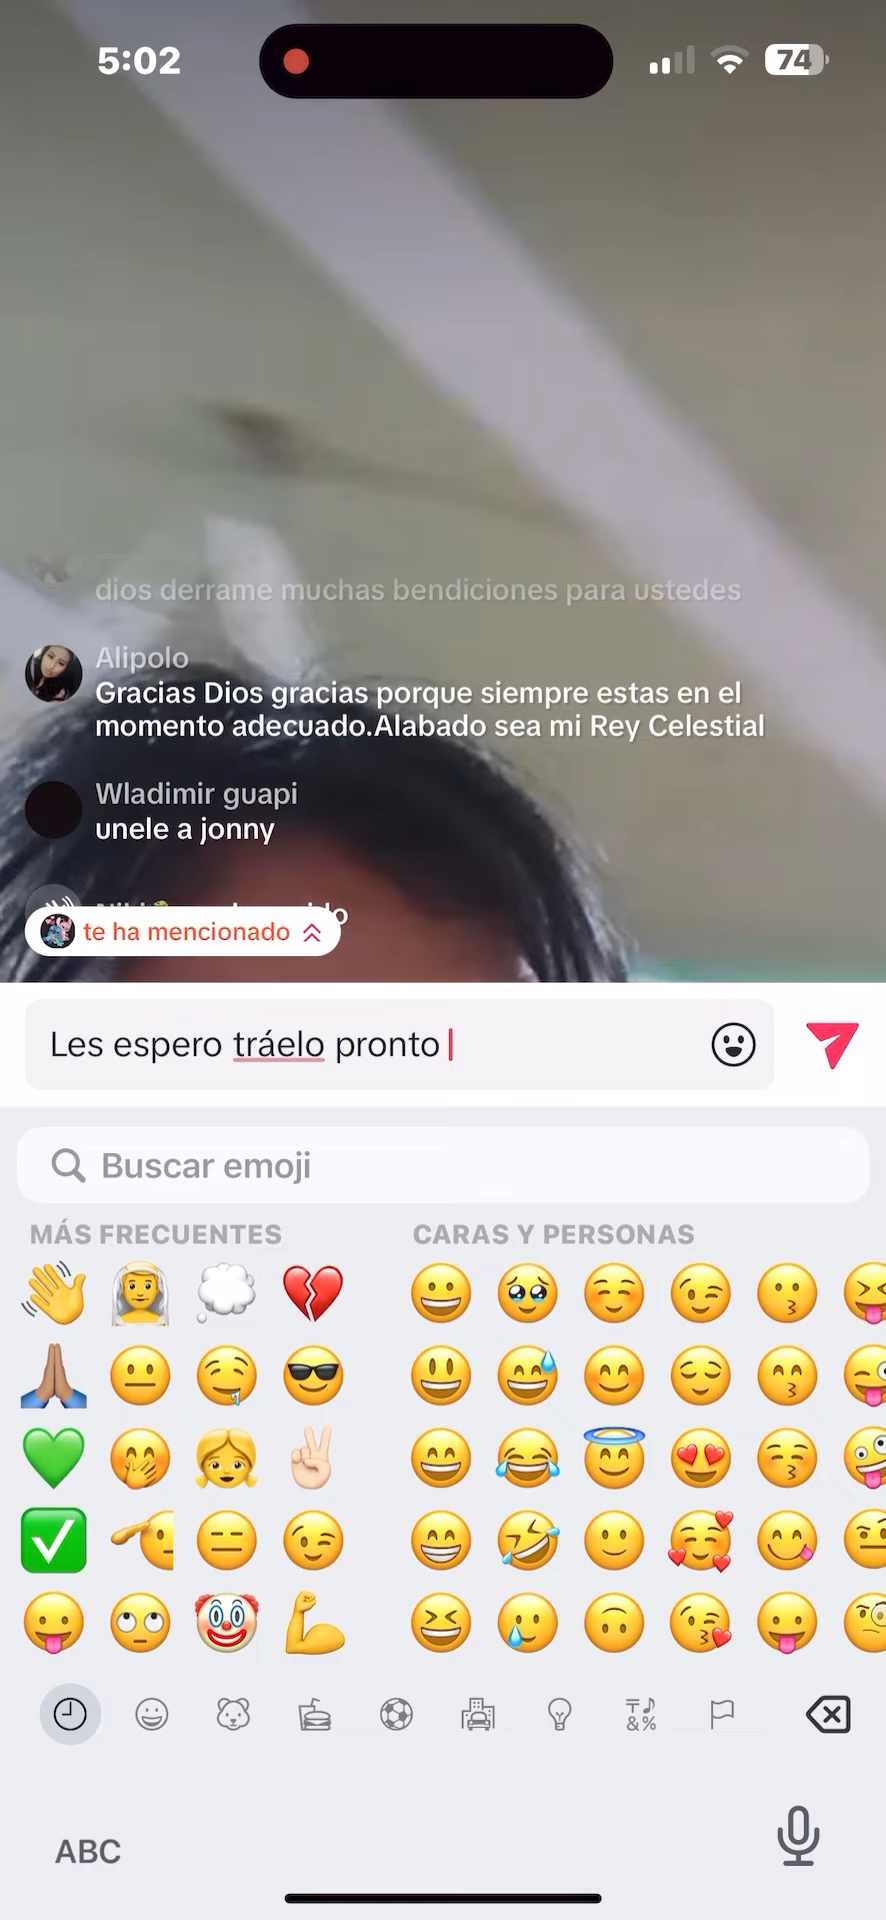 5:02
74
dios derrame muchas bendiciones para ustedes
Alipolo
Gracias Dios gracias porque siempre estas en el
momento adecuado.Alabado sea mi Rey Celestial
Wladimir guapi
unele a jonny
te ha mencionado
Les espero tráelo pronto
Buscar emoji
MÁS FRECUENTES
CARAS Y PERSONAS
ABC